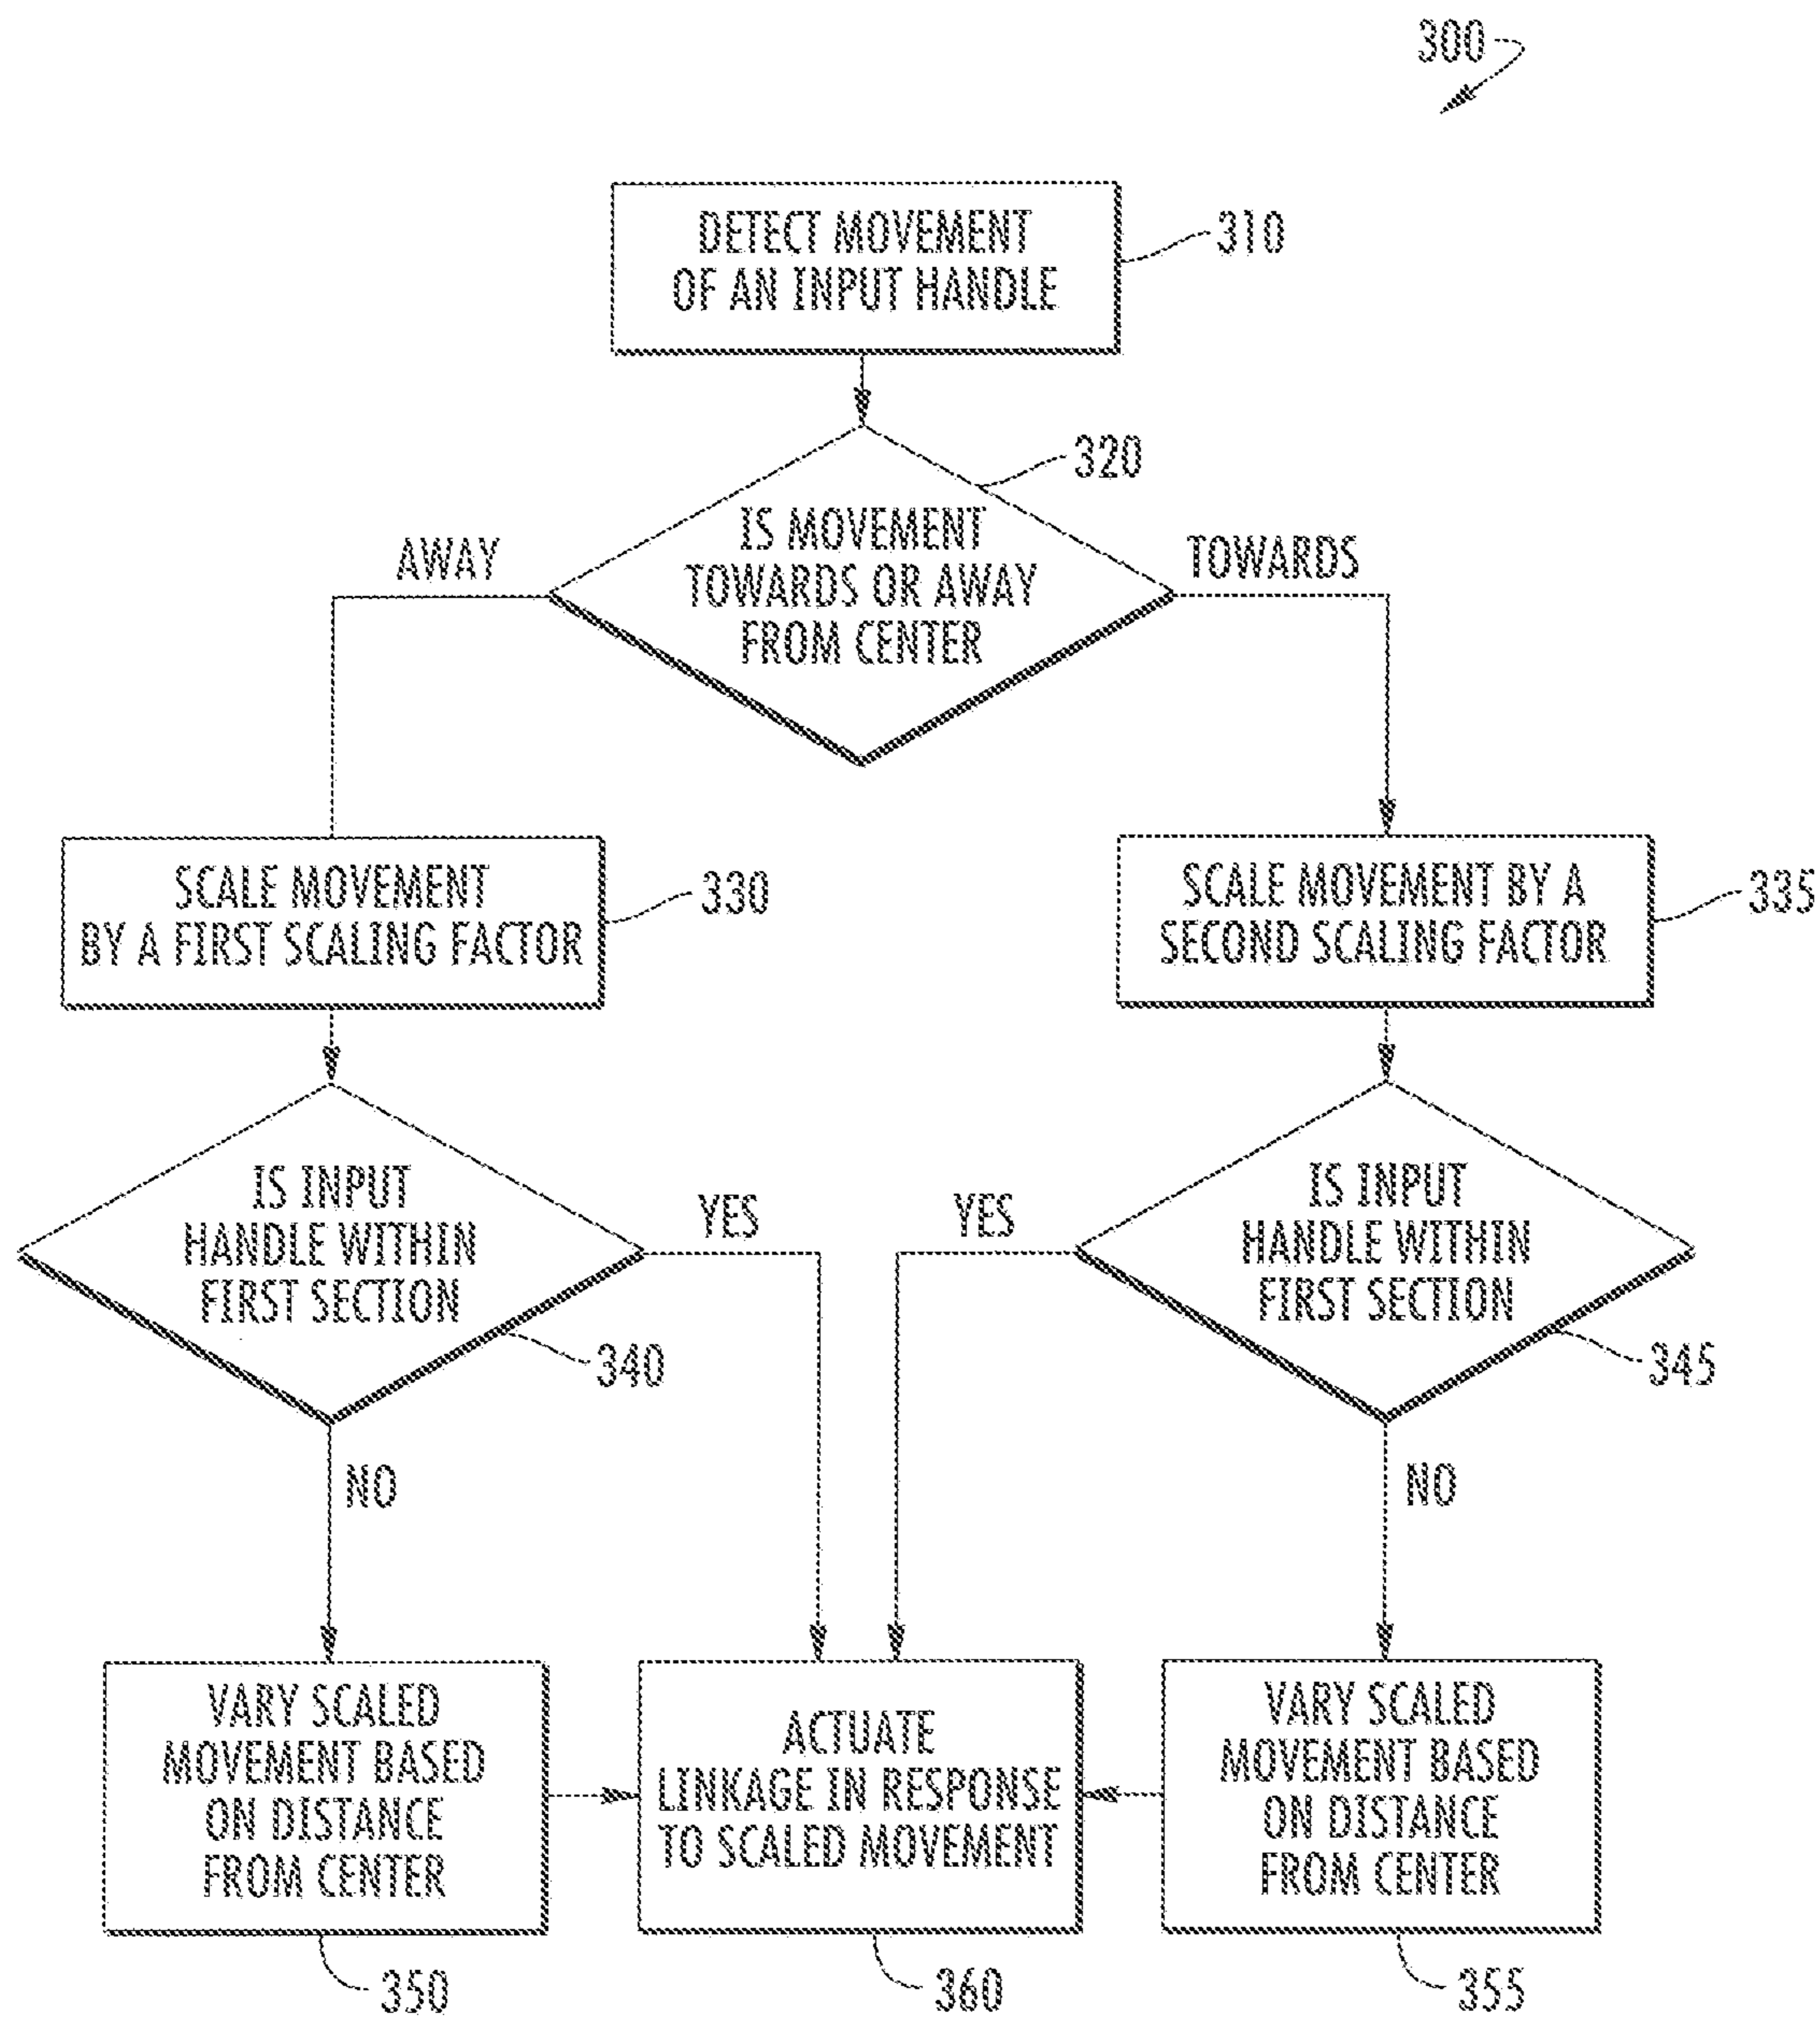 300
DETECT MOVEMENT
OF AN INPUT HANDLE
310
320
IS MOVEMENT
TOWARDS OR AWAY
FROM CENTER
AWAY
TOWARDS
SCALE MOVEMENT
BY A FIRST SCALING FACTOR
330
SCALE MOVEMENT BY A
SECOND SCALING FACTOR
335
IS INPUT
HANDLE WITHIN
FIRST SECTION
YES
340
NO
IS INPUT
HANDLE WITHIN
FIRST SECTION
YES
345
NO
VARY SCALED
MOVEMENT BASED
ON DISTANCE
FROM CENTER
350
ACTUATE
LINKAGE IN RESPONSE
TO SCALED MOVEMENT
360
VARY SCALED
MOVEMENT BASED
ON DISTANCE
FROM CENTER
355